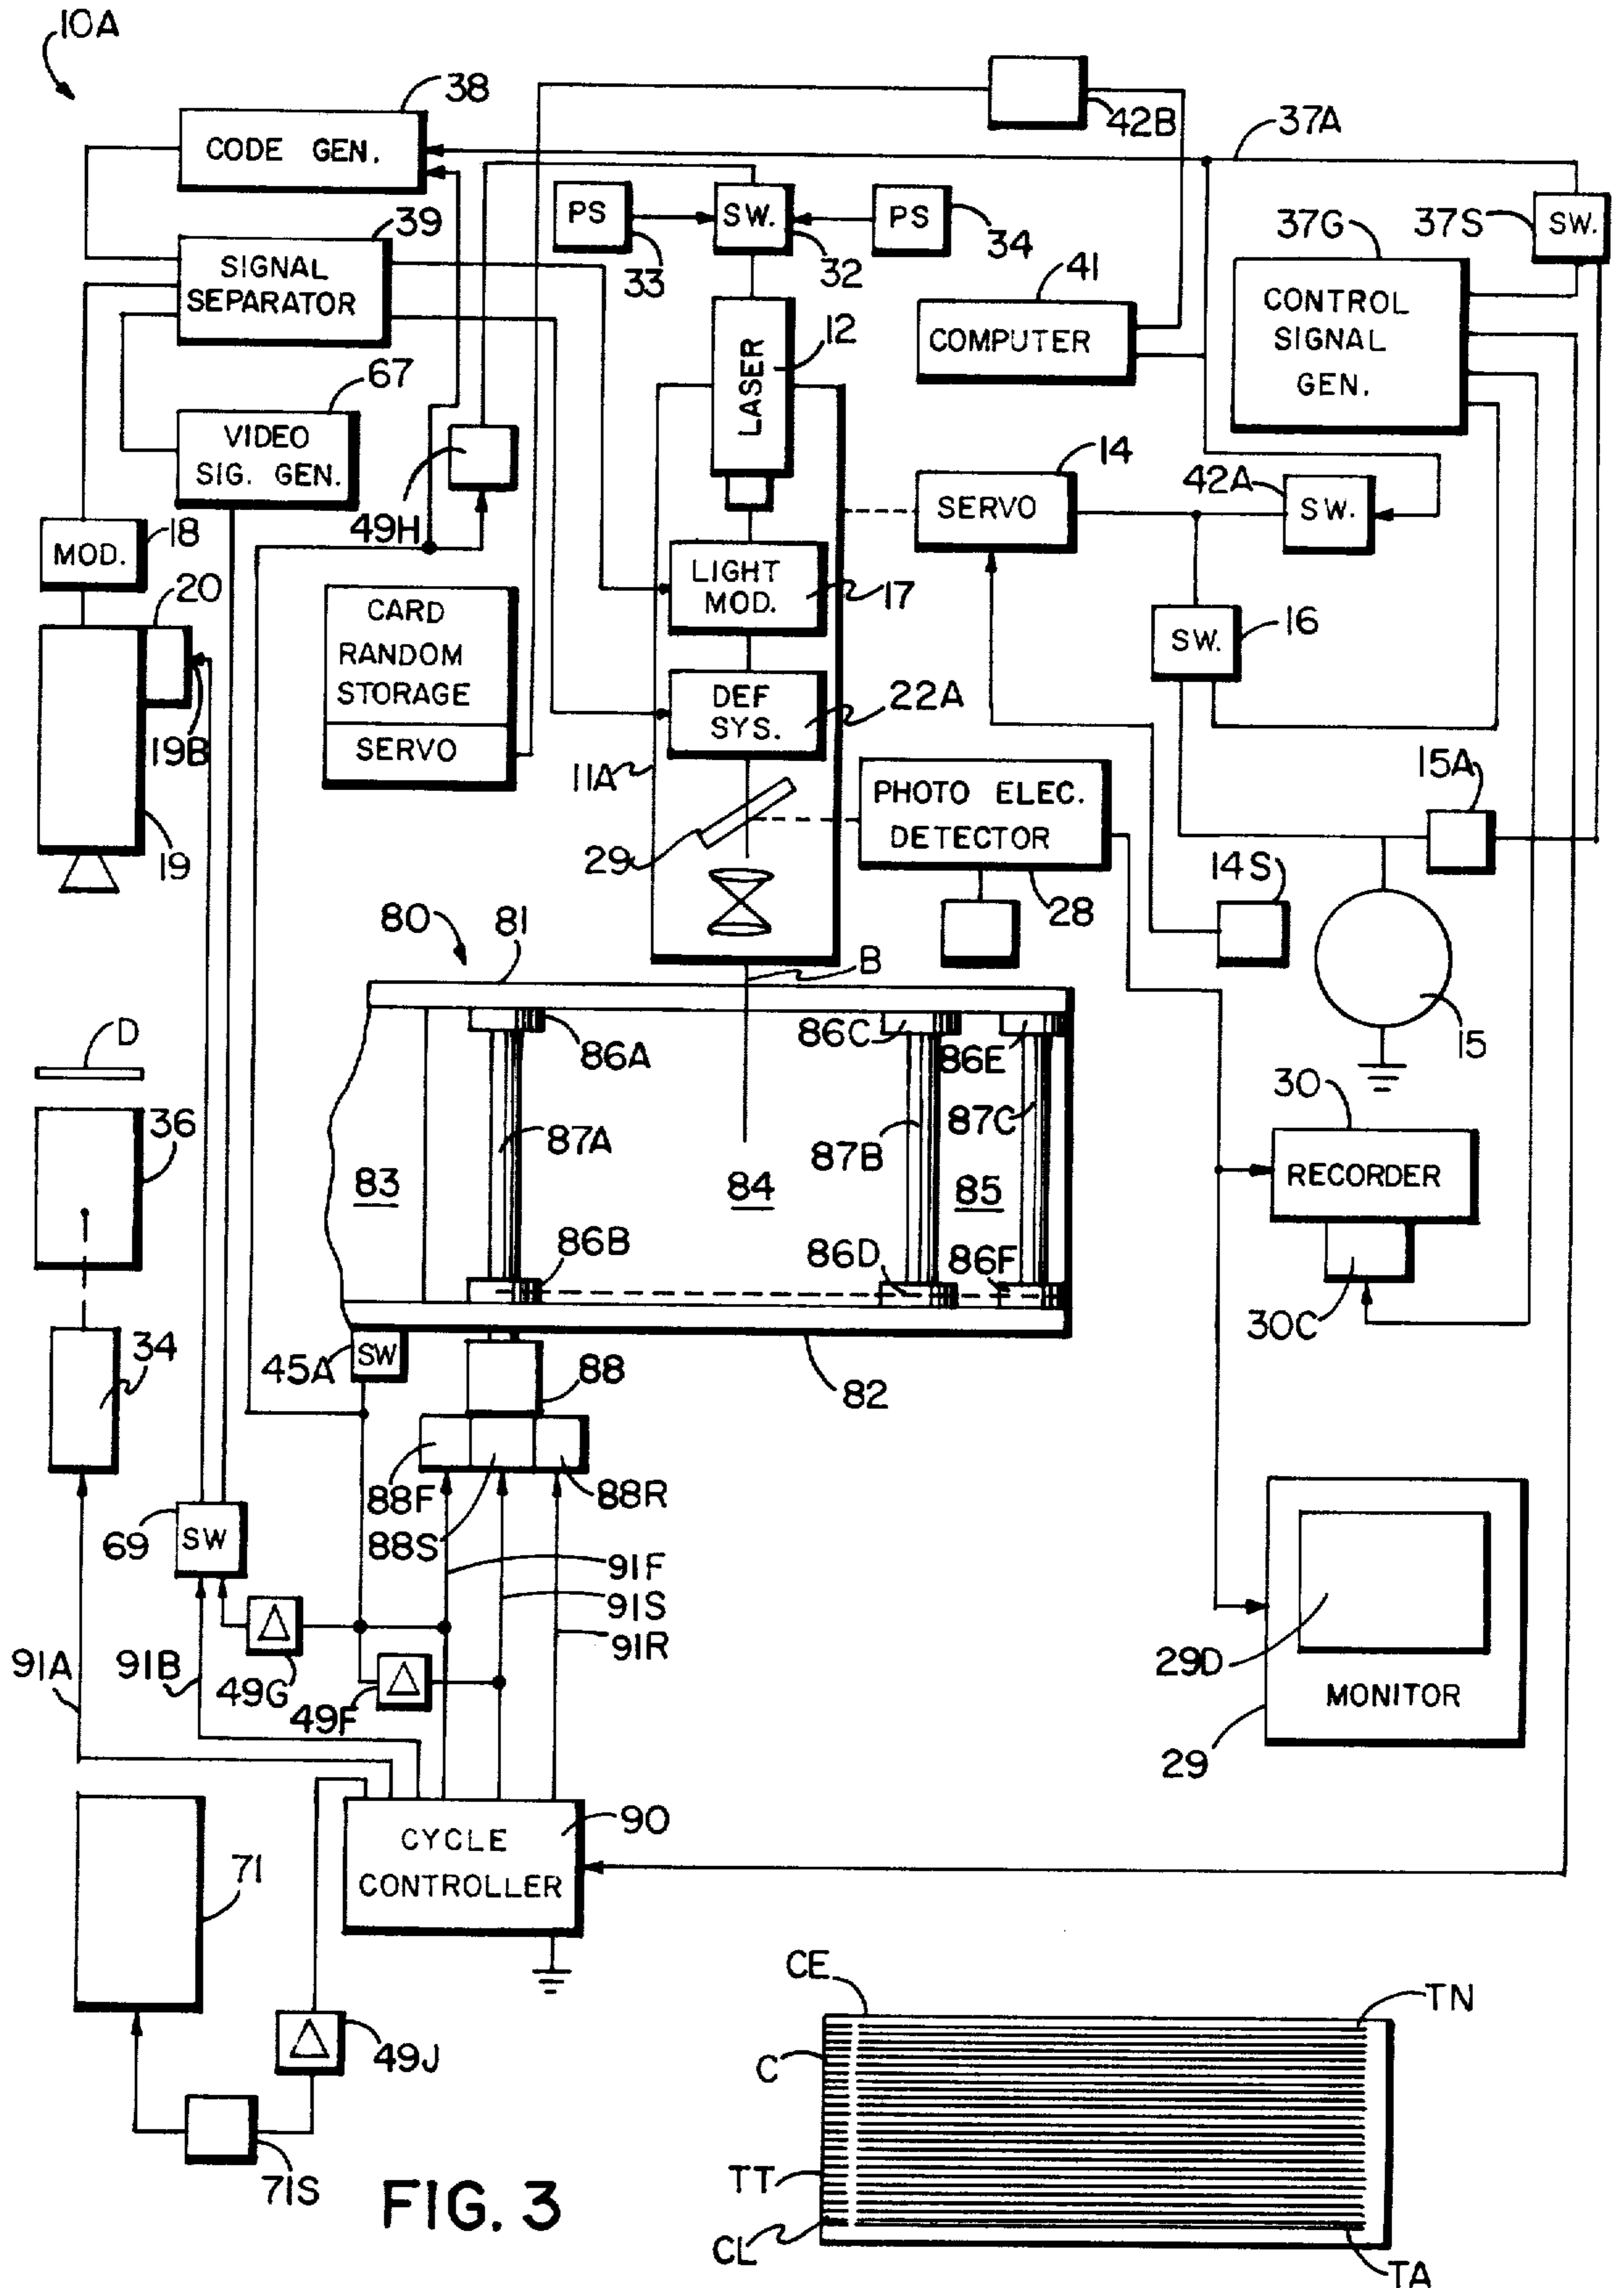 10A
38
CODE GEN.
42B
37A
39
SIGNAL
SEPARATOR
PS
33
SW.
32
PS
34
37G
37S
SW.
41
COMPUTER
CONTROL
SIGNAL
GEN.
12
LASER
67
VIDEO
SIG. GEN.
49H
14
SERVO
42A
SW.
MOD.
18
20
19B
19
CARD
RANDOM
STORAGE
SERVO
LIGHT
MOD.
17
SW.
16
DEF
SYS.
22A
11A
29
PHOTO ELEC.
DETECTOR
28
15A
14S
15
80
81
B
D
36
86A
86C
86E
87A
87B
87C
83
84
85
86B
86D
86F
30
RECORDER
30C
34
45A
SW
88
82
88F
88S
88R
69
SW
91F
91S
91R
91A
91B
49G
49F
29D
MONITOR
29
CYCLE
CONTROLLER
90
71
49J
71S
CE
TN
C
TT
CL
TA
FIG. 3